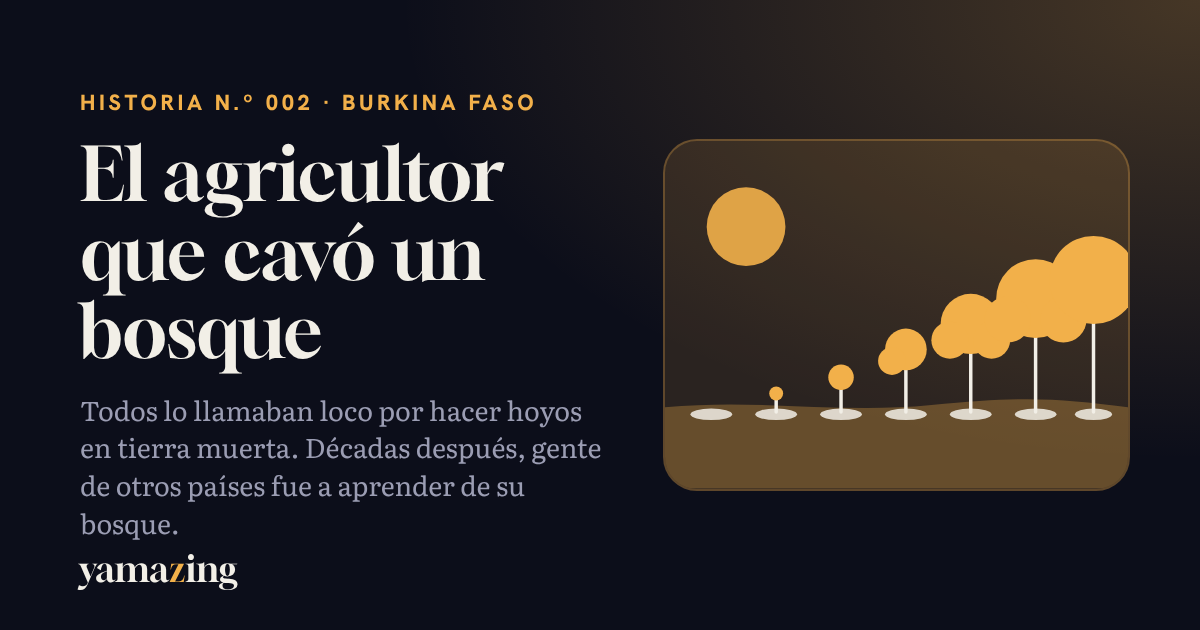 HISTORIA N.º 002 · BURKINA FASO
El agricultor
que cavó un
bosque
Todos lo llamaban loco por hacer hoyos
en tierra muerta. Décadas después, gente
de otros países fue a aprender de su
bosque.
yamazing